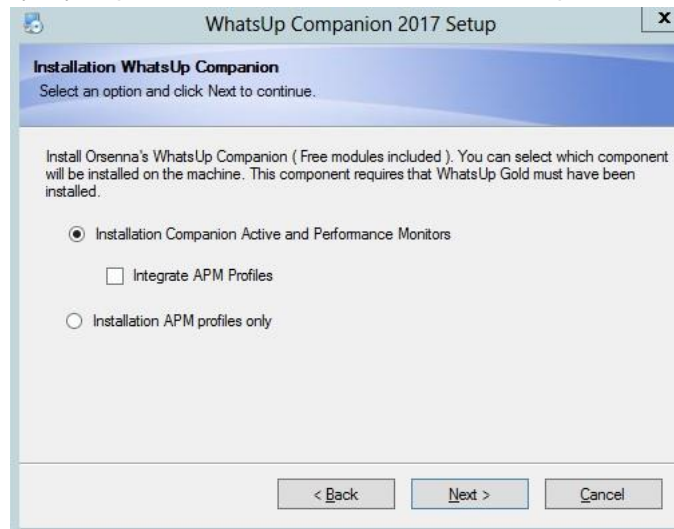 WhatsUp Companion 2017 Setup
x
Installation WhatsUp Companion
Select an option and click Next to continue.
Install Orsenna's WhatsUp Companion ( Free modules included ). You can select which component
will be installed on the machine. This component requires that WhatsUp Gold must have been
installed.
Installation Companion Active and Performance Monitors
Integrate APM Profiles
Installation APM profiles only
< Back
Next >
Cancel